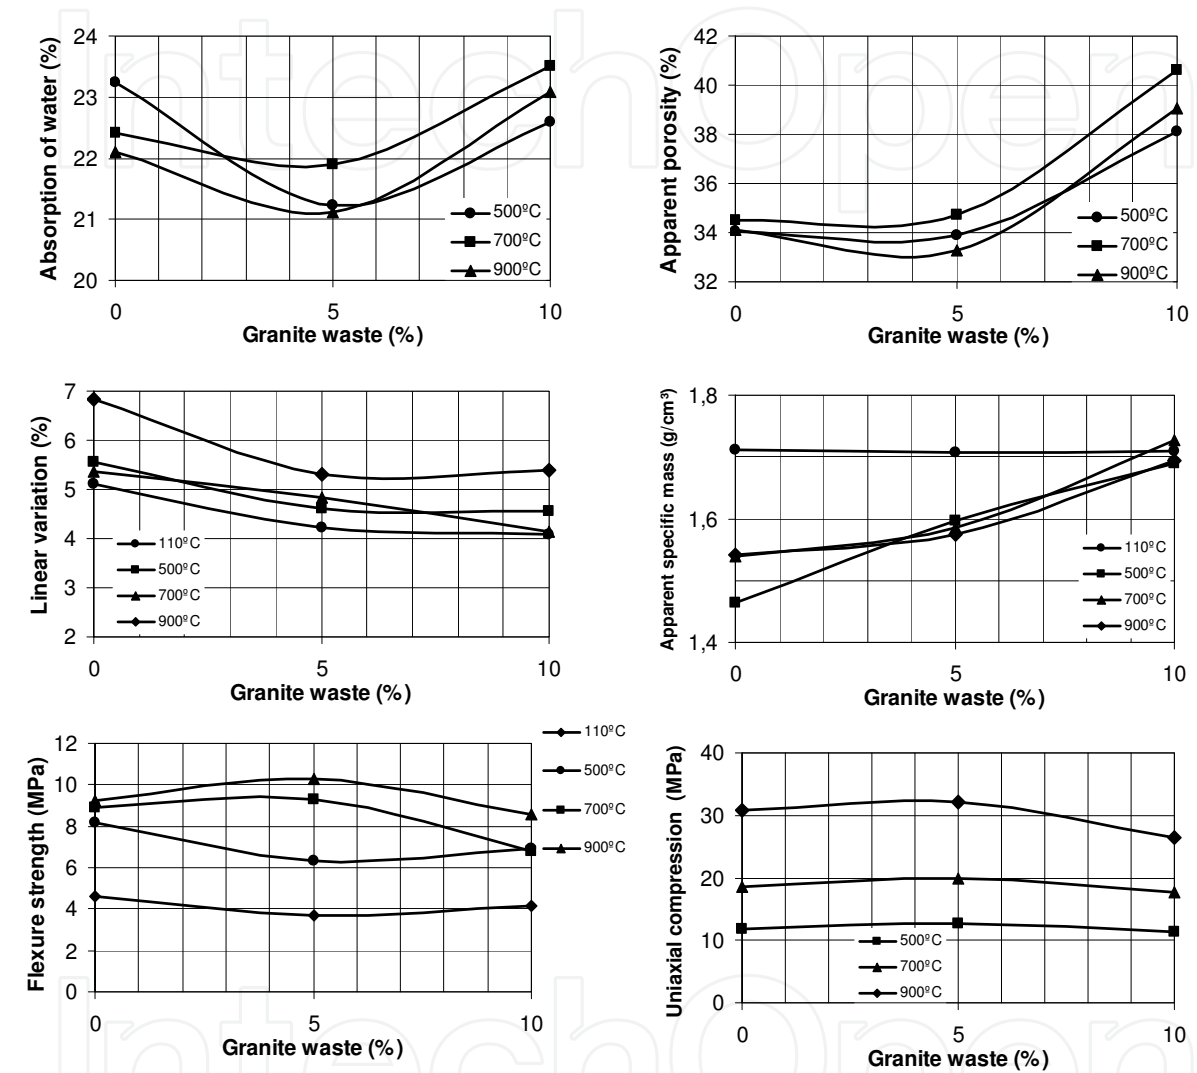 IntechOpen
Absorption of water (%)
24
23
22
21
20
0
5
10
Granite waste (%)
500ºC
700ºC
900ºC
Apparent porosity (%)
42
40
38
36
34
32
0
5
10
Granite waste (%)
500ºC
700ºC
900ºC
Linear variation (%)
7
6
5
4
3
2
0
5
10
Granite waste (%)
110ºC
500ºC
700ºC
900ºC
Apparent specific mass (g/cm³)
1,8
1,6
1,4
0
5
10
Granite waste (%)
110ºC
500ºC
700ºC
900ºC
Flexure strength (MPa)
12
10
8
6
4
2
0
0
5
10
Granite waste (%)
110ºC
500ºC
700ºC
900ºC
Uniaxial compression (MPa)
40
30
20
10
0
0
5
10
Granite waste (%)
500ºC
700ºC
900ºC
IntechOpen